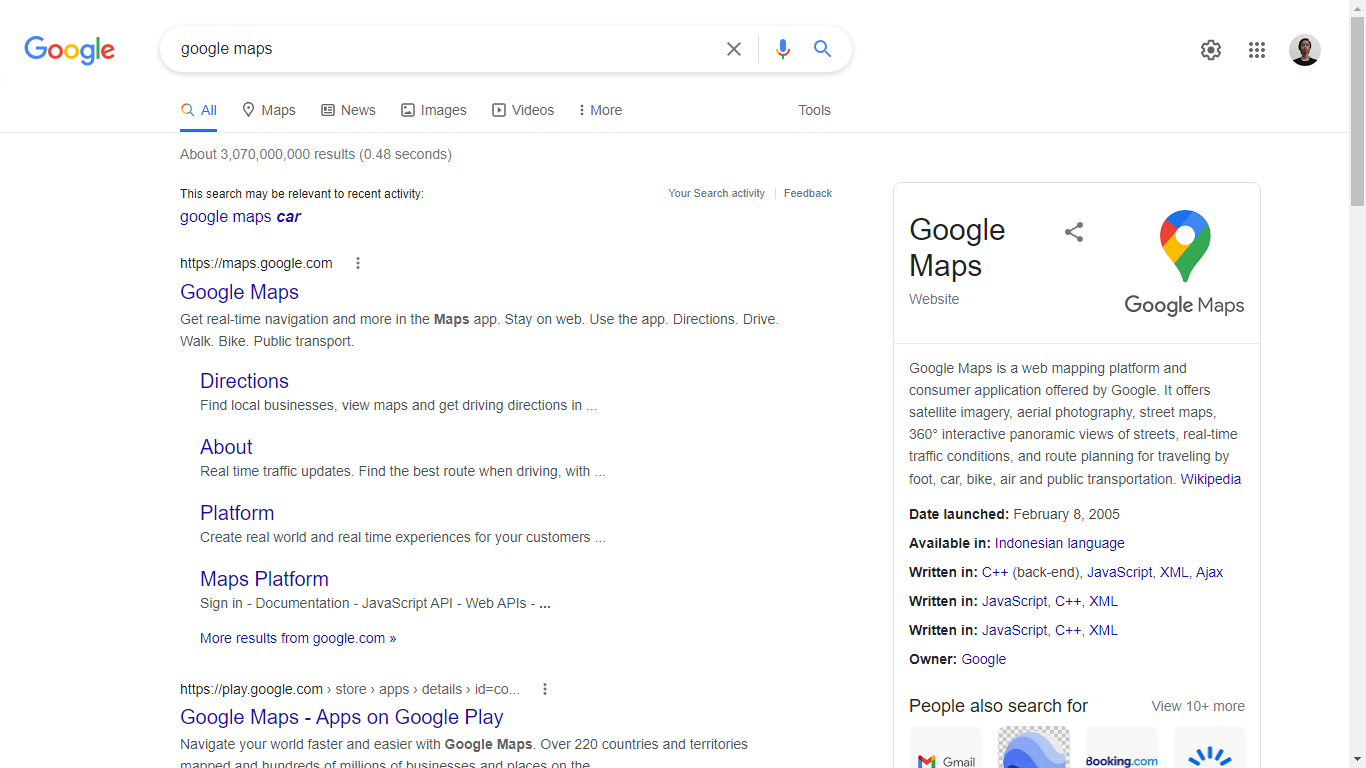 Google
google maps
All
Maps
News
Images
Videos
More
Tools
About 3,070,000,000 results (0.48 seconds)
This search may be relevant to recent activity:
Your Search activity
Feedback
google maps car
https://maps.google.com
Google Maps
Get real-time navigation and more in the Maps app. Stay on web. Use the app. Directions. Drive.
Walk. Bike. Public transport.
Directions
Find local businesses, view maps and get driving directions in ...
About
Real time traffic updates. Find the best route when driving, with ...
Platform
Create real world and real time experiences for your customers ...
Maps Platform
Sign in - Documentation - JavaScript API - Web APIs - ...
More results from google.com »
https://play.google.com › store › apps › details › id=co...
Google Maps - Apps on Google Play
Navigate your world faster and easier with Google Maps. Over 220 countries and territories
mapped and hundreds of millions of businesses and places on the
Google
Maps
Website
Google Maps
Google Maps is a web mapping platform and
consumer application offered by Google. It offers
satellite imagery, aerial photography, street maps,
360° interactive panoramic views of streets, real-time
traffic conditions, and route planning for traveling by
foot, car, bike, air and public transportation. Wikipedia
Date launched: February 8, 2005
Available in: Indonesian language
Written in: C++ (back-end), JavaScript, XML, Ajax
Written in: JavaScript, C++, XML
Written in: JavaScript, C++, XML
Owner: Google
People also search for
View 10+ more
Gmail
Booking.com